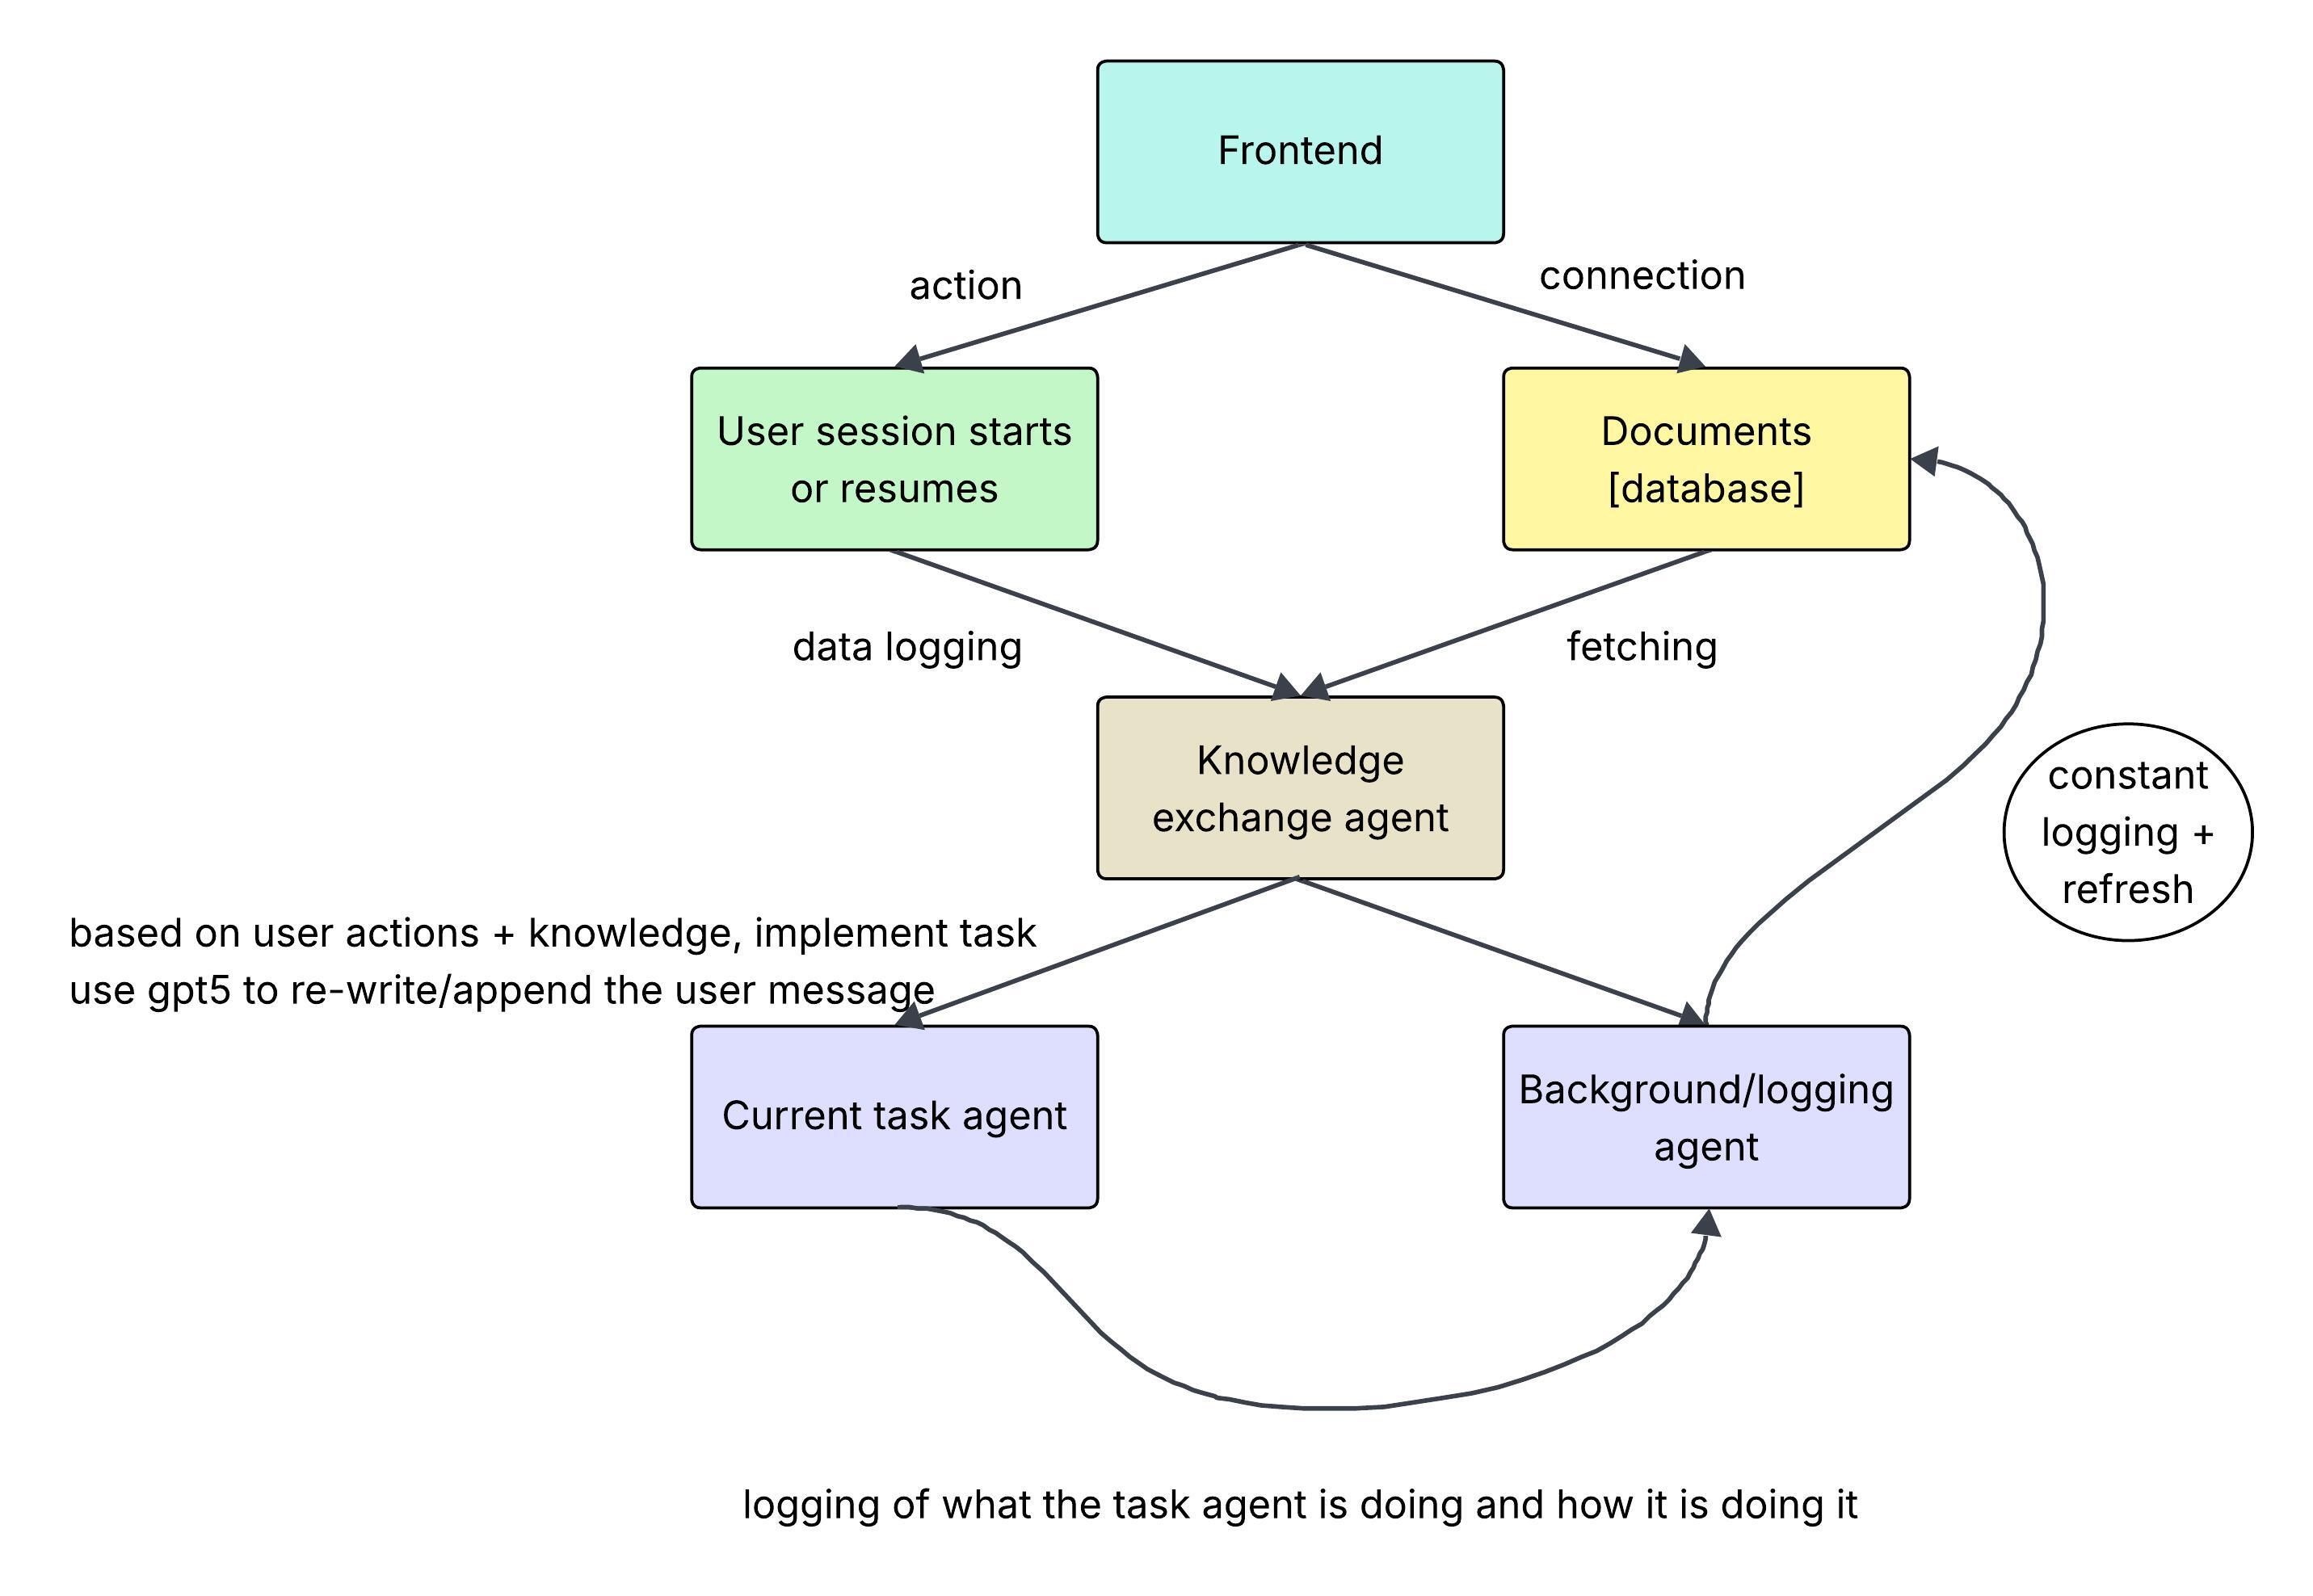 Frontend
action
connection
User session starts
or resumes
Documents
[database]
data logging
fetching
Knowledge
exchange agent
constant
logging +
refresh
based on user actions + knowledge, implement task
use gpt5 to re-write/append the user message
Current task agent
Background/logging
agent
logging of what the task agent is doing and how it is doing it